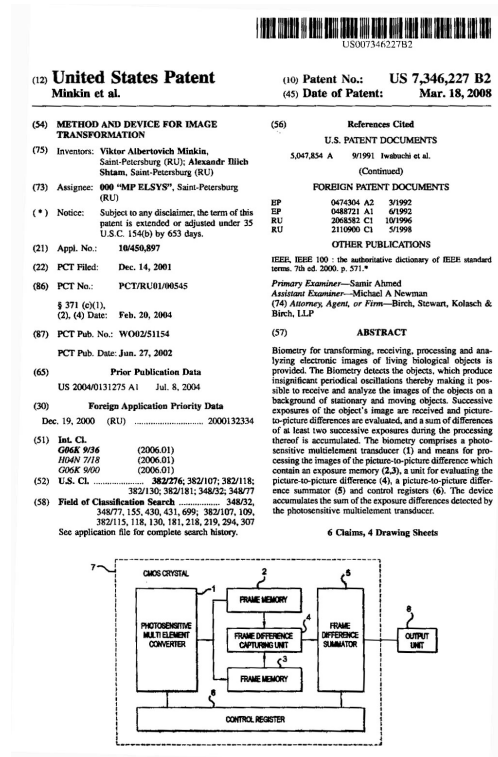 US007346227B2
(12) United States Patent
Minkin et al.
(10) Patent No.: US 7,346,227 B2
(45) Date of Patent: Mar. 18, 2008
(54) METHOD AND DEVICE FOR IMAGE
TRANSFORMATION
(75) Inventors: Viktor Albertovich Minkin,
Saint-Petersburg (RU); Alexandr Iliich
Shtam, Saint-Petersburg (RU)
(73) Assignee: 000 "MP ELSYS", Saint-Petersburg
(RU)
( * ) Notice: Subject to any disclaimer, the term of this
patent is extended or adjusted under 35
U.S.C. 154(b) by 653 days.
(21) Appl. No.: 10/450,897
(22) PCT Filed: Dec. 14, 2001
(86) PCT No.: PCT/RU01/00545
§ 371 (c)(1),
(2), (4) Date: Feb. 20, 2004
(87) PCT Pub. No.: WO02/51154
PCT Pub. Date: Jun. 27, 2002
(65) Prior Publication Data
US 2004/0131275 A1 Jul. 8, 2004
(30) Foreign Application Priority Data
Dec. 19, 2000 (RU) ........................ 2000132334
(51) Int. Cl.
G06K 9/36 (2006.01)
H04N 7/18 (2006.01)
G06K 9/00 (2006.01)
(52) U.S. Cl. ................... 382/276; 382/107; 382/118;
382/130; 382/181; 348/32; 348/77
(58) Field of Classification Search .................. 348/32,
348/77, 155, 430, 431, 699; 382/107, 109,
382/115, 118, 130, 181, 218, 219, 294, 307
See application file for complete search history.
(56) References Cited
U.S. PATENT DOCUMENTS
5,047,854 A 9/1991 Iwabuchi et al.
(Continued)
FOREIGN PATENT DOCUMENTS
EP 0474304 A2 3/1992
EP 0488721 A1 6/1992
RU 2068582 C1 10/1996
RU 2110900 C1 5/1998
OTHER PUBLICATIONS
IEEE, IEEE 100 : the authoritative dictionary of IEEE standard
terms. 7th ed. 2000. p. 571.*
Primary Examiner—Samir Ahmed
Assistant Examiner—Michael A Newman
(74) Attorney, Agent, or Firm—Birch, Stewart, Kolasch &
Birch, LLP
(57) ABSTRACT
Biometry for transforming, receiving, processing and ana-
lyzing electronic images of living biological objects is
provided. The Biometry detects the objects, which produce
insignificant periodical oscillations thereby making it pos-
sible to receive and analyze the images of the objects on a
background of stationary and moving objects. Successive
exposures of the object's image are received and picture-
to-picture differences are evaluated, and a sum of differences
of at least two successive exposures during the processing
thereof is accumulated. The biometry comprises a photo-
sensitive multielement transducer (1) and means for pro-
cessing the images of the picture-to-picture difference which
contain an exposure memory (2,3), a unit for evaluating the
picture-to-picture difference (4), a picture-to-picture differ-
ence summator (5) and control registers (6). The device
accumulates the sum of the exposure differences detected by
the photosensitive multielement transducer.
6 Claims, 4 Drawing Sheets
7
CMOS CRYSTAL
1
PHOTOSENSITIVE
MULTI ELEMENT
CONVERTER
2
FRAME MEMORY
4
FRAME DIFFERENCE
CAPTURING UNIT
3
FRAME MEMORY
5
FRAME
DIFFERENCE
SUMMATOR
8
OUTPUT
UNIT
6
CONTROL REGISTER